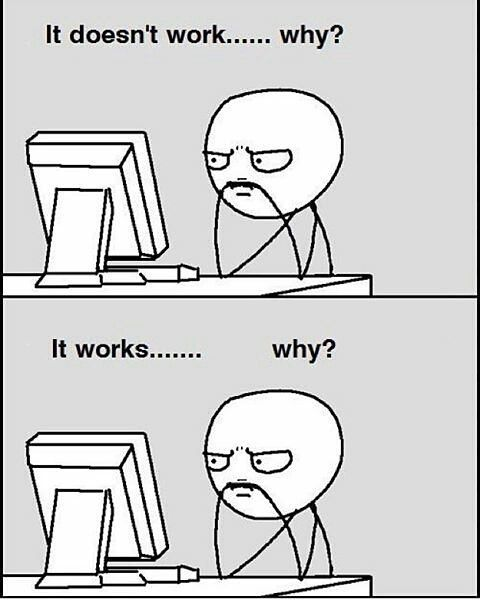 It doesn't work...... why?
It works....... why?